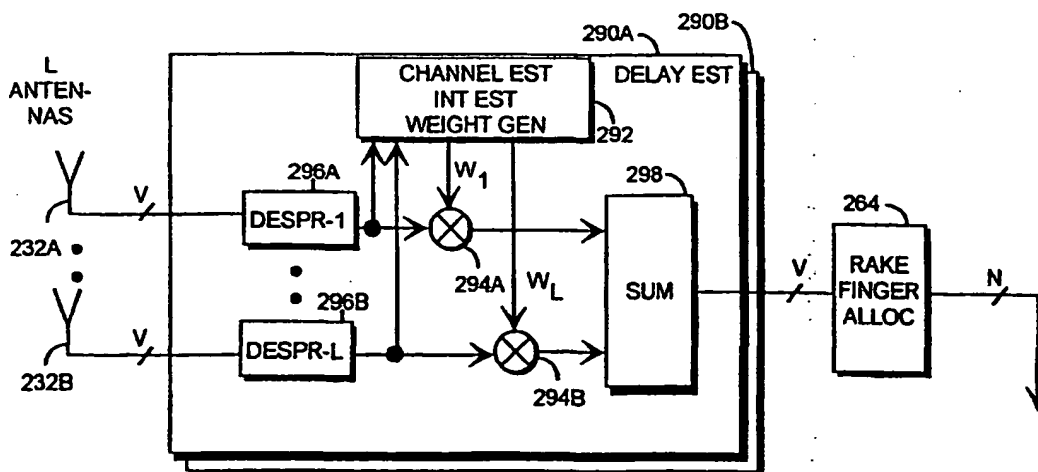 290A
290B
L
ANTEN-
NAS
CHANNEL EST
INT EST
WEIGHT GEN
DELAY EST
292
V
296A
DESPR-1
W1
298
264
232A
294A
V
RAKE
FINGER
ALLOC
N
SUM
WL
V
296B
DESPR-L
232B
294B